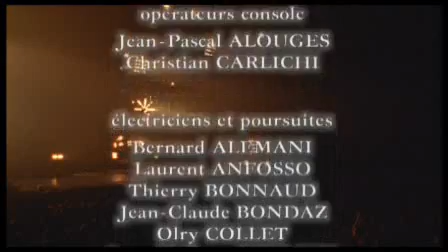 opérateurs console
Jean-Pascal ALOUGES
Christian CARLICHI
électriciens et poursuites
Bernard ALEMANI
Laurent ANFOSSO
Thierry BONNAUD
Jean-Claude BONDAZ
Olry COLLET